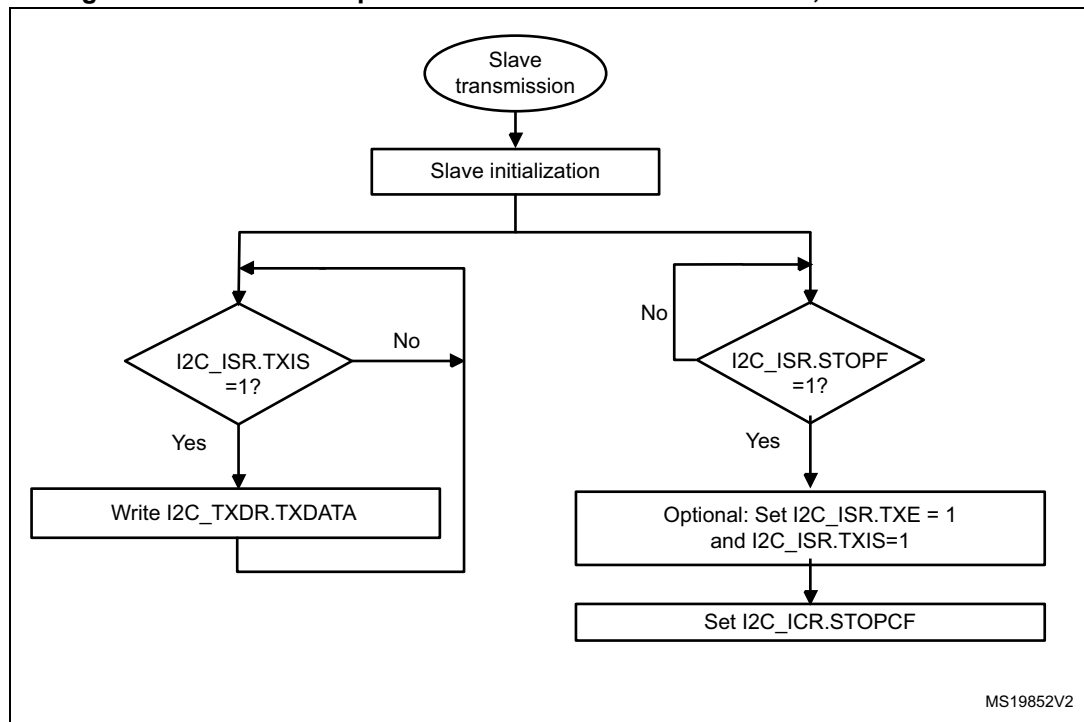 Slave
transmission
Slave initialization
No
I2C_ISR.TXIS
=1?
Yes
Write I2C_TXDR.TXDATA
No
I2C_ISR.STOPF
=1?
Yes
Optional: Set I2C_ISR.TXE = 1
and I2C_ISR.TXIS=1
Set I2C_ICR.STOPCF
MS19852V2